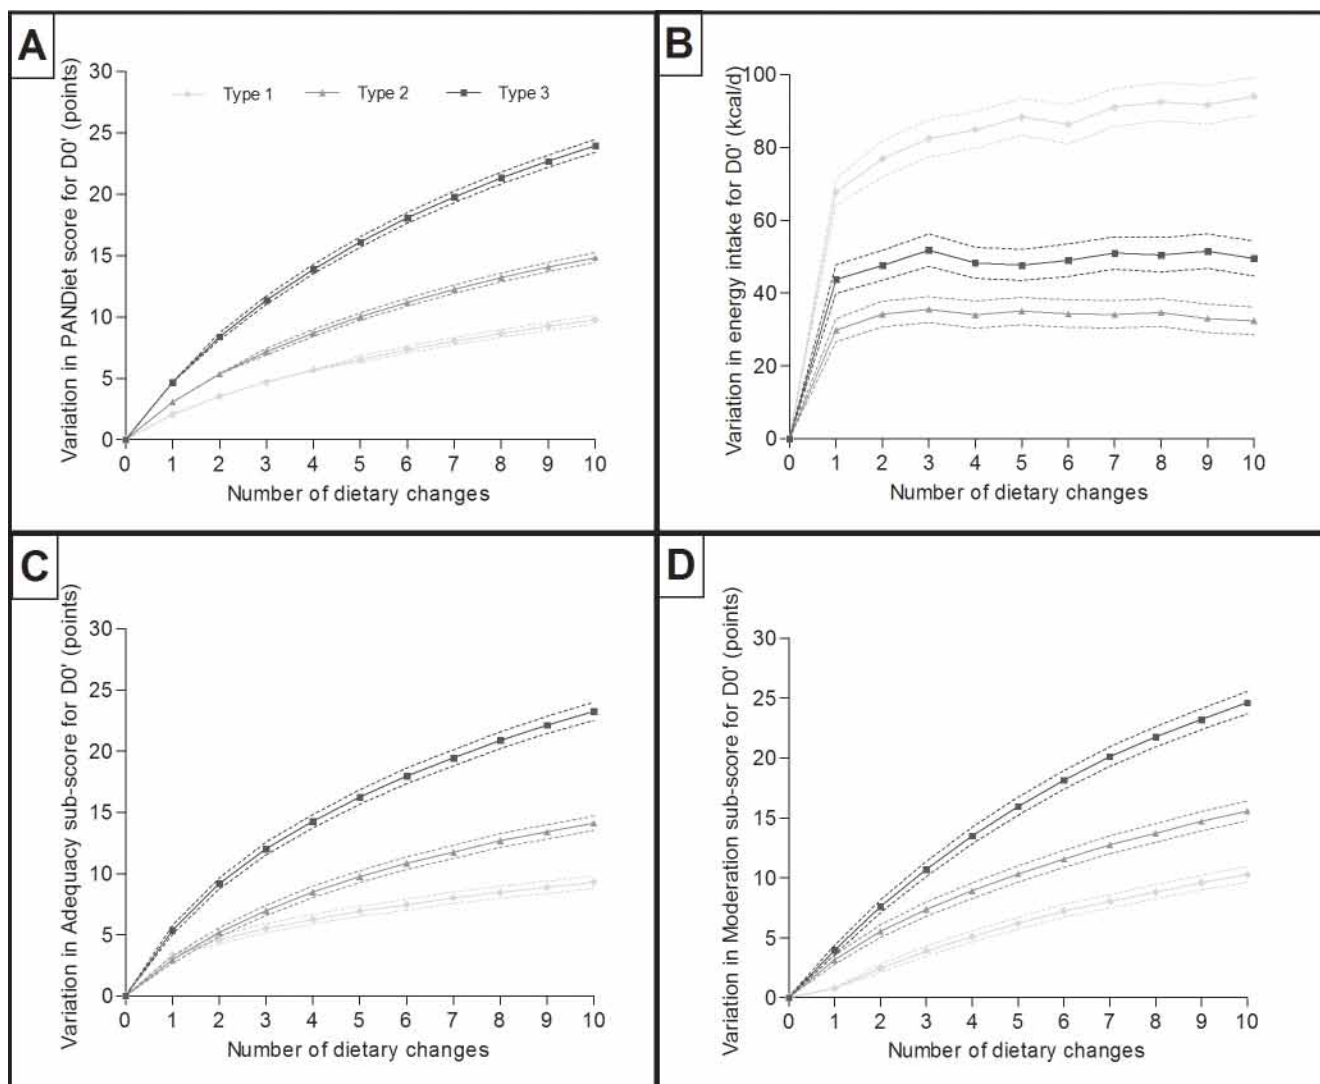 A
Variation in PANDiet score for D0' (points)
30
25
20
15
10
5
0
Type 1 Type 2 Type 3
0 1 2 3 4 5 6 7 8 9 10
Number of dietary changes
B
Variation in energy intake for D0' (kcal/d)
100
80
60
40
20
0
0 1 2 3 4 5 6 7 8 9 10
Number of dietary changes
C
Variation in Adequacy sub-score for D0' (points)
30
25
20
15
10
5
0
0 1 2 3 4 5 6 7 8 9 10
Number of dietary changes
D
Variation in Moderation sub-score for D0' (points)
30
25
20
15
10
5
0
0 1 2 3 4 5 6 7 8 9 10
Number of dietary changes